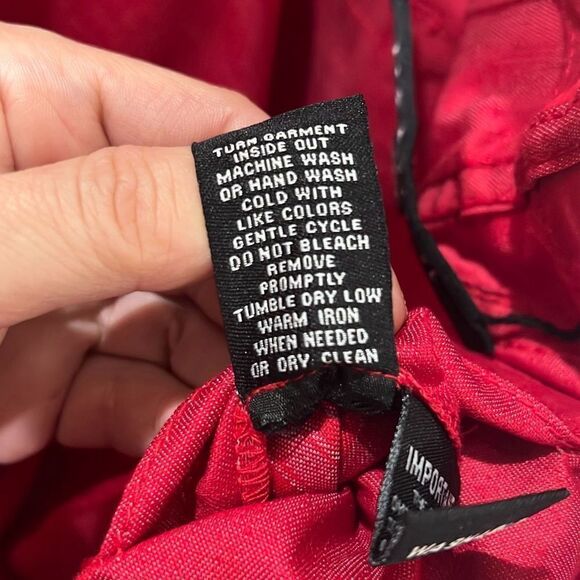 TURN GARMENT
INSIDE OUT
MACHINE WASH
OR HAND WASH
COLD WITH
LIKE COLORS
GENTLE CYCLE
DO NOT BLEACH
REMOVE
PROMPTLY
TUMBLE DRY LOW
WARM IRON
WHEN NEEDED
OR DRY CLEAN